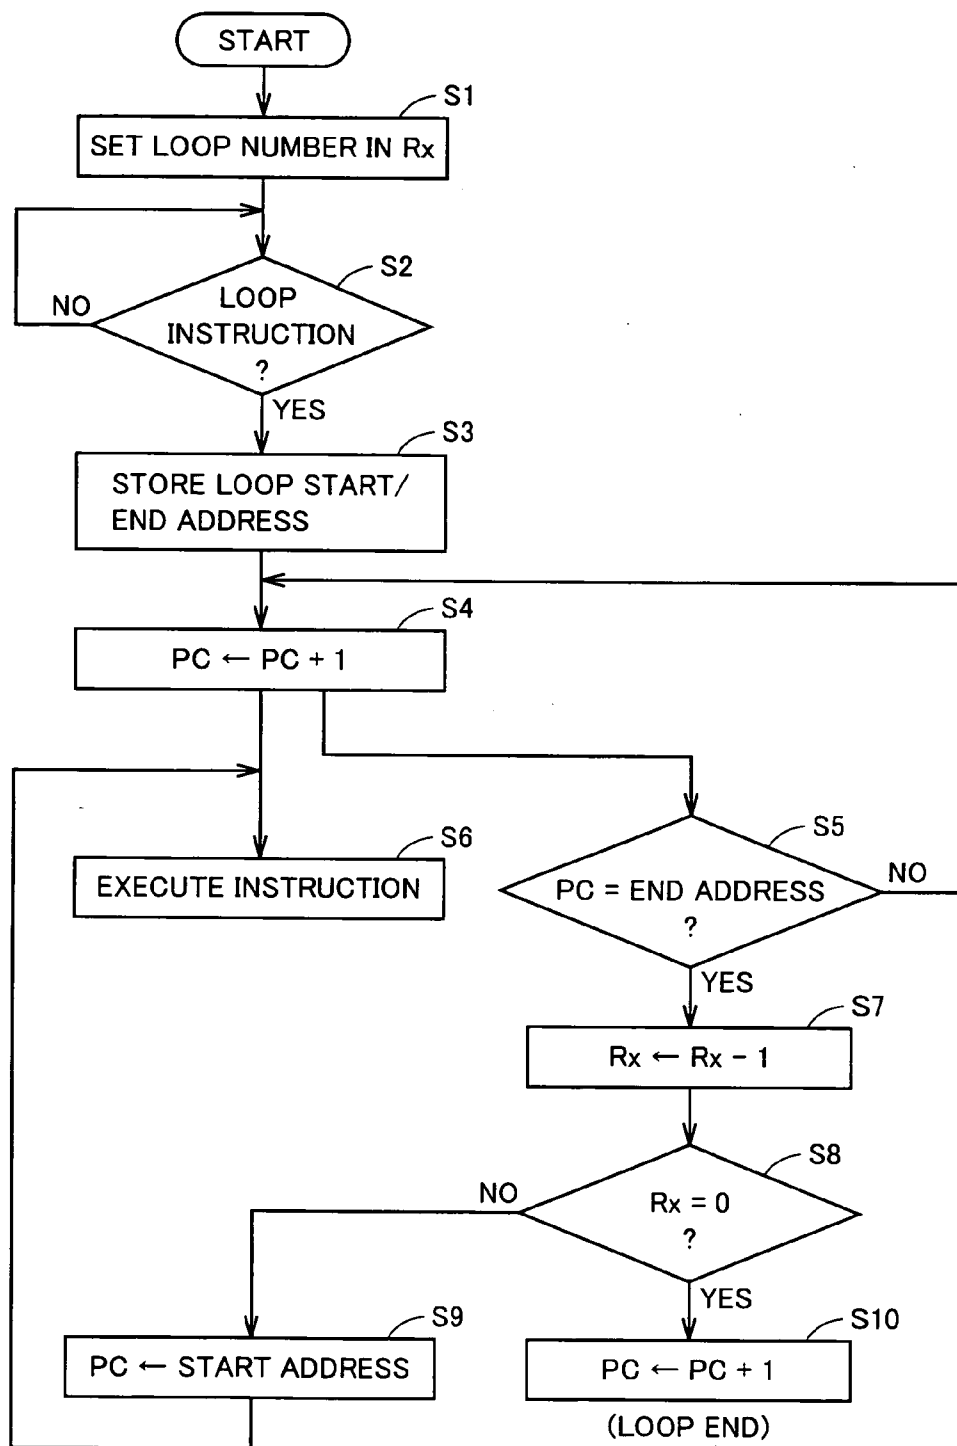 START
S1
SET LOOP NUMBER IN Rx
S2
LOOP
INSTRUCTION
?
NO
YES
S3
STORE LOOP START/
END ADDRESS
S4
PC ← PC + 1
S5
PC = END ADDRESS
?
NO
YES
S6
EXECUTE INSTRUCTION
S7
Rx ← Rx - 1
S8
Rx = 0
?
NO
YES
S9
PC ← START ADDRESS
S10
PC ← PC + 1
(LOOP END)